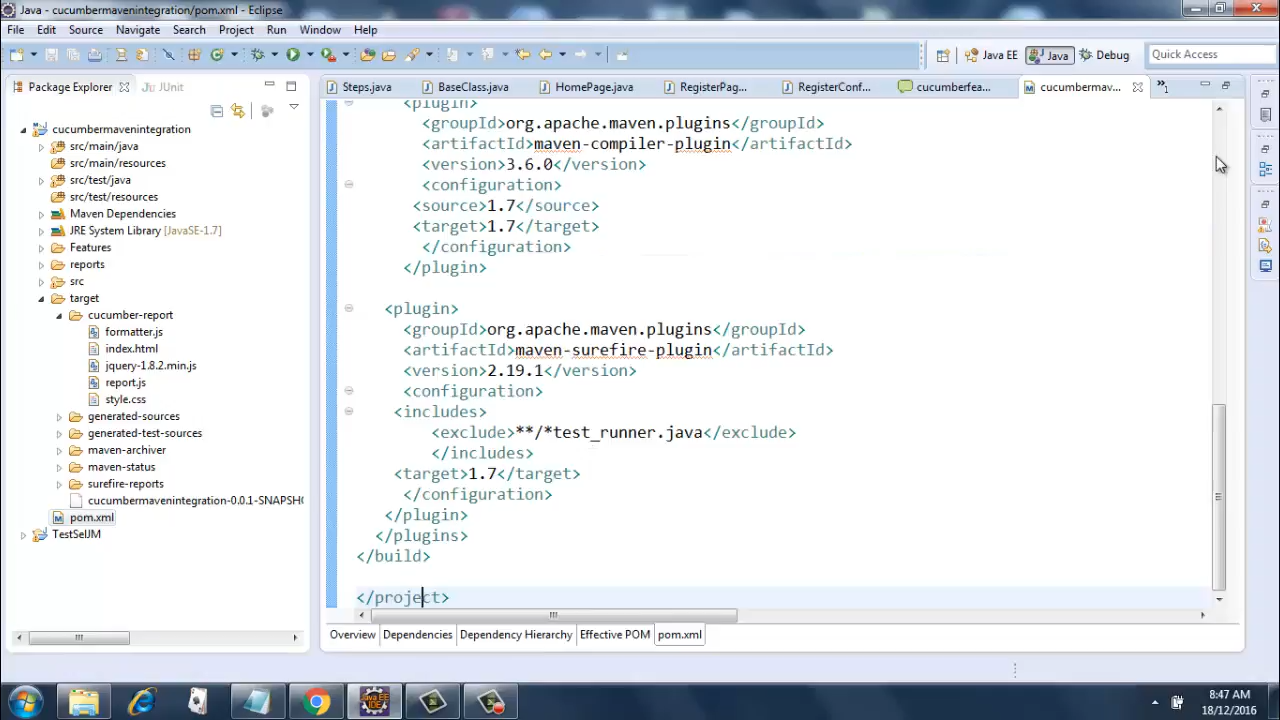 Java - cucumbermavenintegration/pom.xml - Eclipse
File Edit Source Navigate Search Project Run Window Help
Java EE Java Debug Quick Access
Package Explorer JUnit
Steps.java BaseClass.java HomePage.java RegisterPag... RegisterConf... cucumberfea... cucumbermav... 1
cucumbermavenintegration
src/main/java
src/main/resources
src/test/java
src/test/resources
Maven Dependencies
JRE System Library [JavaSE-1.7]
Features
reports
src
target
cucumber-report
formatter.js
index.html
jquery-1.8.2.min.js
report.js
style.css
generated-sources
generated-test-sources
maven-archiver
maven-status
surefire-reports
cucumbermavenintegration-0.0.1-SNAPSHO
pom.xml
TestSelJM
<plugin>
<groupId>org.apache.maven.plugins</groupId>
<artifactId>maven-compiler-plugin</artifactId>
<version>3.6.0</version>
<configuration>
<source>1.7</source>
<target>1.7</target>
</configuration>
</plugin>
<plugin>
<groupId>org.apache.maven.plugins</groupId>
<artifactId>maven-surefire-plugin</artifactId>
<version>2.19.1</version>
<configuration>
<includes>
<exclude>**/*test_runner.java</exclude>
</includes>
<target>1.7</target>
</configuration>
</plugin>
</plugins>
</build>
</project>
Overview Dependencies Dependency Hierarchy Effective POM pom.xml
8:47 AM
18/12/2016